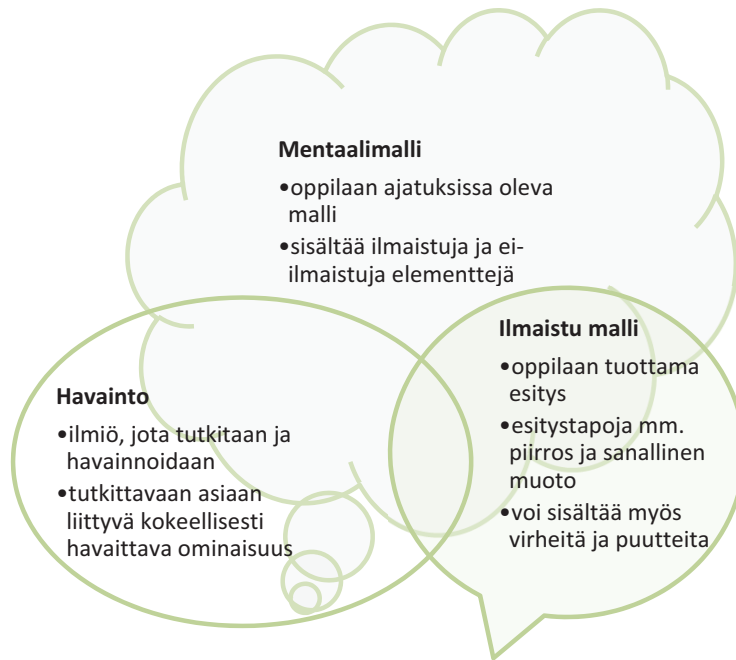 Mentaalimalli
•oppilaan ajatuksissa oleva
malli
•sisältää ilmaistuja ja ei-
ilmaistuja elementtejä
Havainto
•ilmiö, jota tutkitaan ja
havainnoidaan
•tutkittavaan asiaan
liittyvä kokeellisesti
havaittava ominaisuus
Ilmaistu malli
•oppilaan tuottama
esitys
•esitystapoja mm.
piirros ja sanallinen
muoto
•voi sisältää myös
virheitä ja puutteita